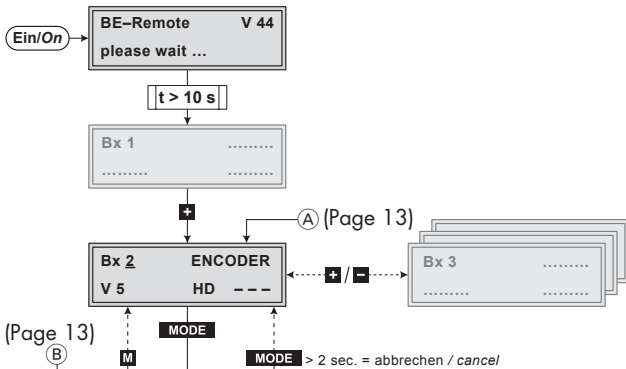 BE–Remote V 44
Ein/On
please wait ...
t > 10 s
Bx 1 .........
......... .........
+
A (Page 13)
Bx 2 ENCODER
+ / -
Bx 3 .........
V 5 HD – – –
......... .........
(Page 13)
MODE
B
M
MODE > 2 sec. = abbrechen / cancel